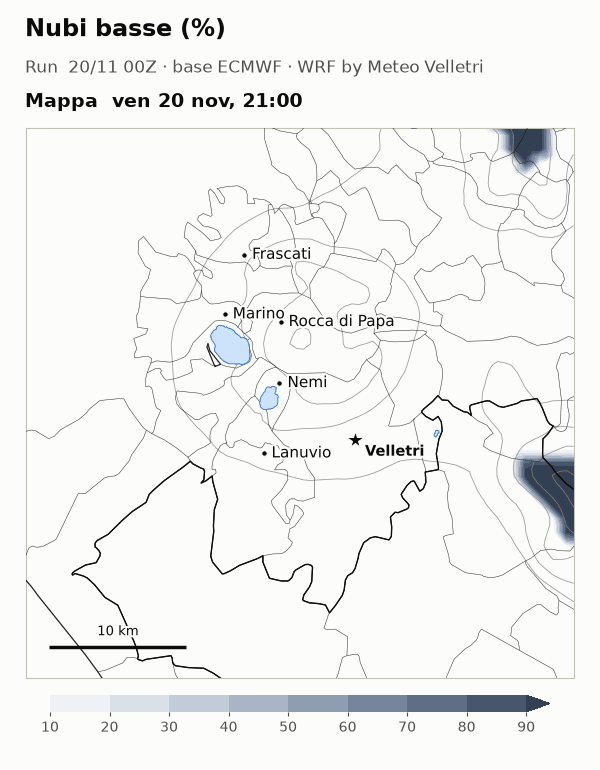 Nubi basse (%)
Run 20/11 00Z · base ECMWF · WRF by Meteo Velletri
Mappa ven 20 nov, 21:00
Frascati
Marino
Rocca di Papa
Nemi
Velletri
Lanuvio
10 km
10 20 30 40 50 60 70 80 90